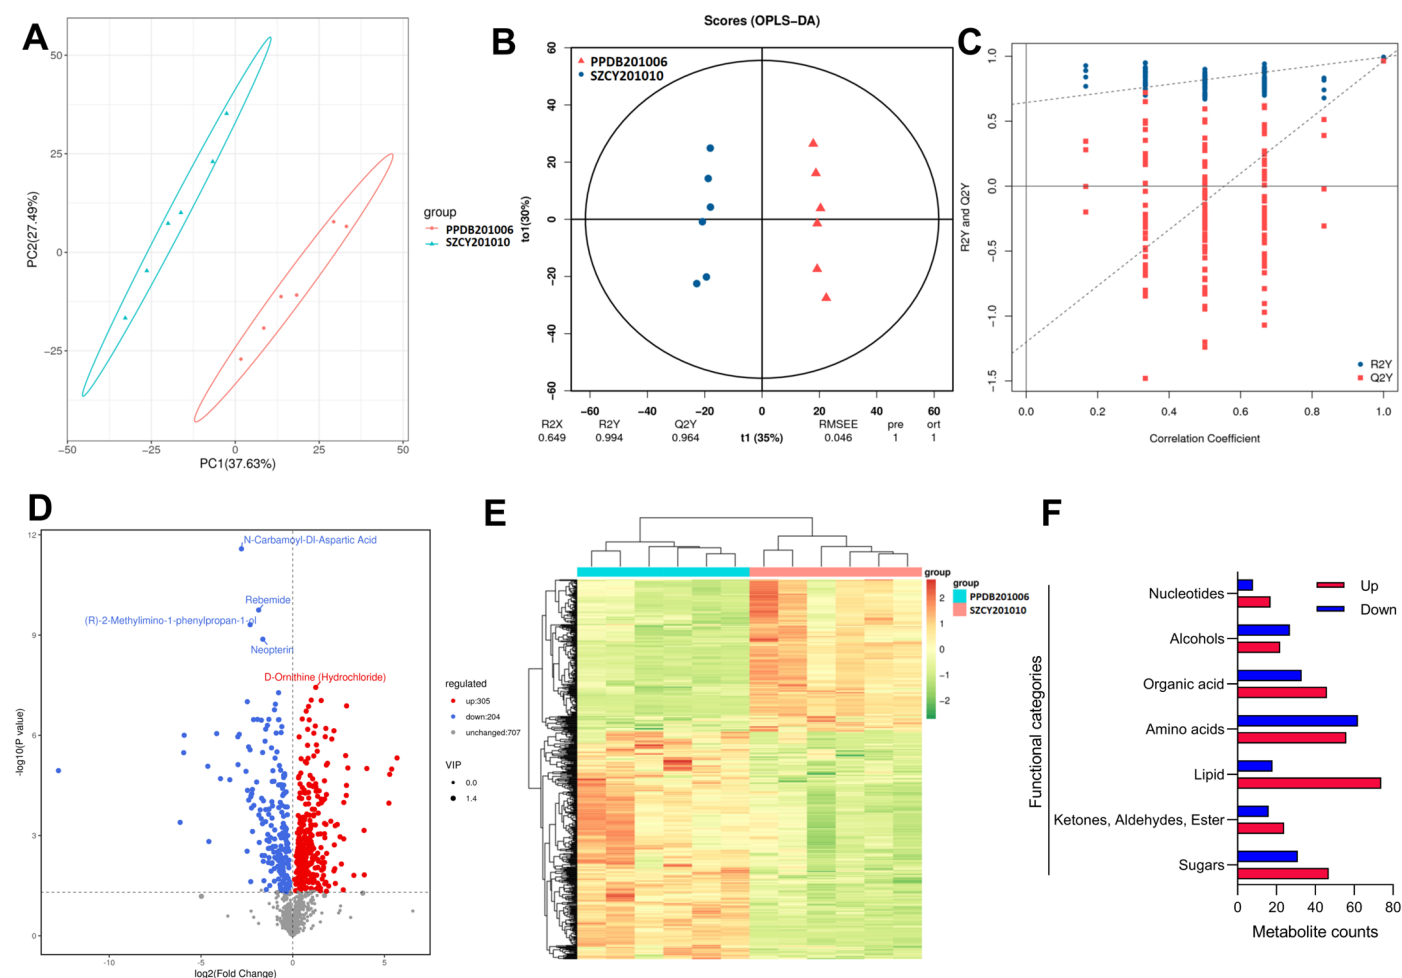 A
50
25
0
−25
PC2(27.49%)
−50
−25
0
25
50
PC1(37.63%)
group
PPDB201006
SZCY201010
B
Scores (OPLS−DA)
PPDB201006
SZCY201010
60
40
20
0
−20
−40
−60
to1(30%)
−60
−40
−20
0
20
40
60
R2X
R2Y
Q2Y
RMSEE
pre
ort
0.649
0.994
0.964
t1 (35%)
0.046
1
1
C
1.0
0.5
0.0
−0.5
−1.0
−1.5
R2Y and Q2Y
R2Y
Q2Y
0.0
0.2
0.4
0.6
0.8
1.0
Correlation Coefficient
D
12
9
6
3
0
-log10(P value)
N-Carbamoyl-Dl-Aspartic Acid
Rebemide
(R)-2-Methylimino-1-phenylpropan-1-ol
Neopterin
D-Ornithine (Hydrochloride)
-10
-5
0
5
log2(Fold Change)
regulated
up:305
down:204
unchanged:707
VIP
0.0
1.4
E
group
2
1
0
−1
−2
group
PPDB201006
SZCY201010
F
Functional categories
Nucleotides
Alcohols
Organic acid
Amino acids
Lipid
Ketones, Aldehydes, Ester
Sugars
Up
Down
0
20
40
60
80
Metabolite counts